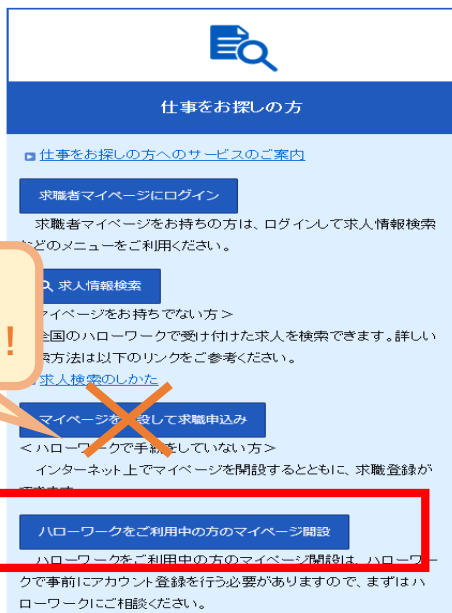 仕事をお探しの方
仕事をお探しの方へのサービスのご案内
求職者マイページにログイン
求職者マイページをお持ちの方は、ログインして求人情報検索
などのメニューをご利用ください。
求人情報検索
マイページをお持ちでない方>
全国のハローワークで受け付けた求人を検索できます。詳しい
索方法は以下のリンクをご参考ください。
求人検索のしかた
!
マイページを開設して求職申込み
<ハローワークで手続をしていない方>
インターネット上でマイページを開設するとともに、求職登録が
ハローワークをご利用中の方のマイページ開設
ハローワークをご利用中の方のマイページ開設は、ハローワー
クで事前にアカウント登録を行う必要がありますので、まずはハ
ローワークにご相談ください。